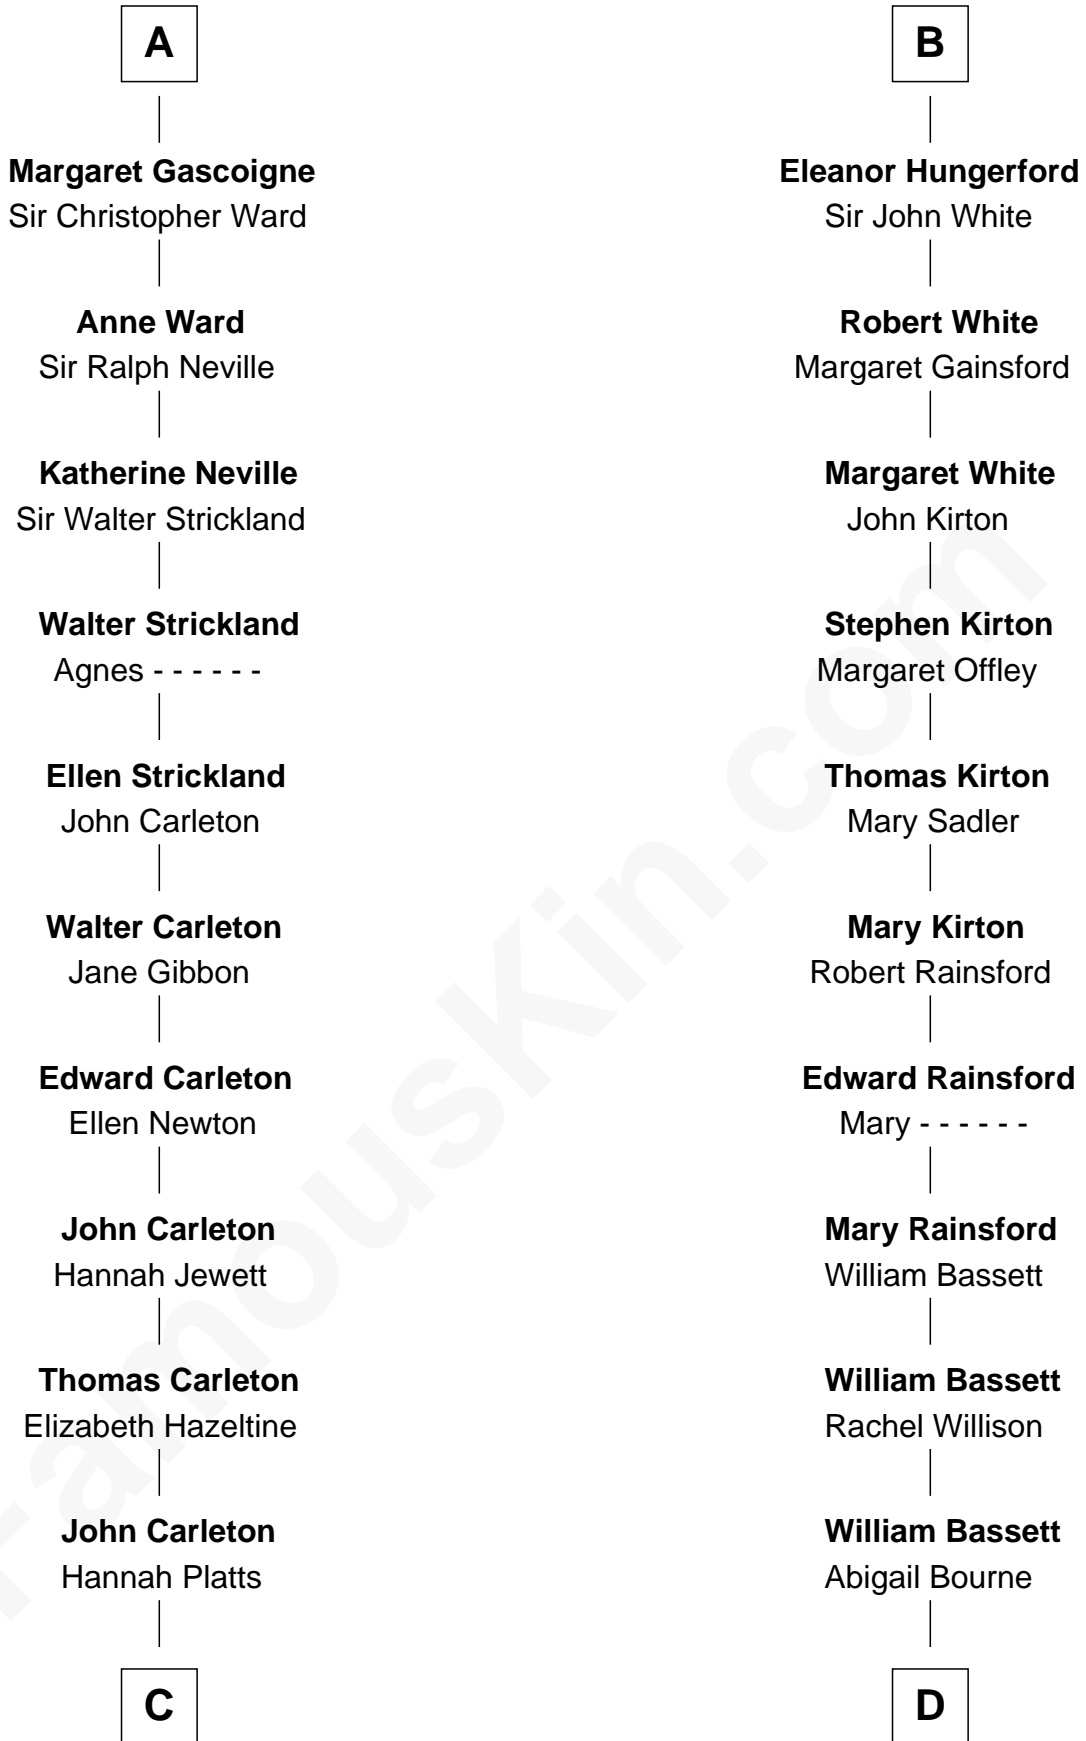 A
Margaret Gascoigne
Sir Christopher Ward
Anne Ward
Sir Ralph Neville
Katherine Neville
Sir Walter Strickland
Walter Strickland
Agnes - - - - - -
Ellen Strickland
John Carleton
Walter Carleton
Jane Gibbon
Edward Carleton
Ellen Newton
John Carleton
Hannah Jewett
Thomas Carleton
Elizabeth Hazeltine
John Carleton
Hannah Platts
C
B
Eleanor Hungerford
Sir John White
Robert White
Margaret Gainsford
Margaret White
John Kirton
Stephen Kirton
Margaret Offley
Thomas Kirton
Mary Sadler
Mary Kirton
Robert Rainsford
Edward Rainsford
Mary - - - - - -
Mary Rainsford
William Bassett
William Bassett
Rachel Willison
William Bassett
Abigail Bourne
D
FamousKin.com